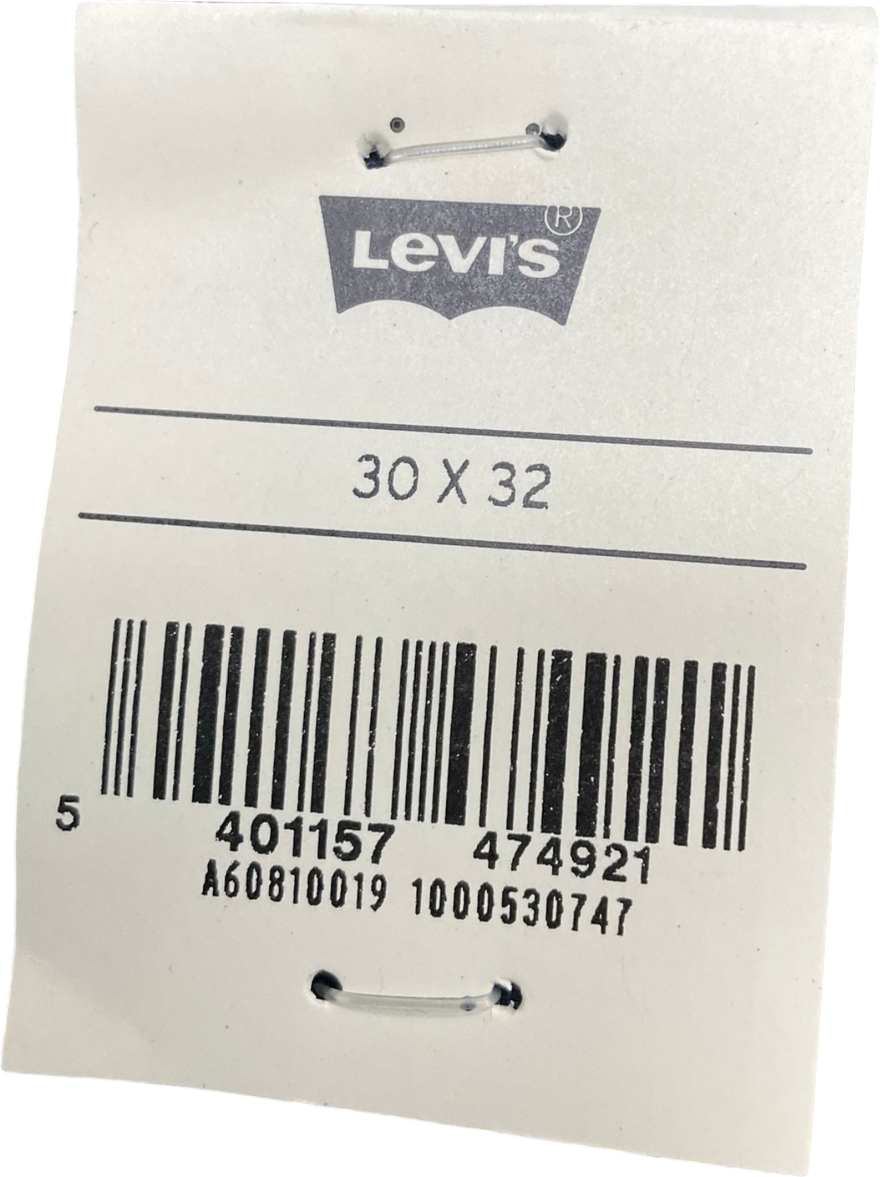 Levi's®
30 X 32
5 401157 474921
A60810019 1000530747